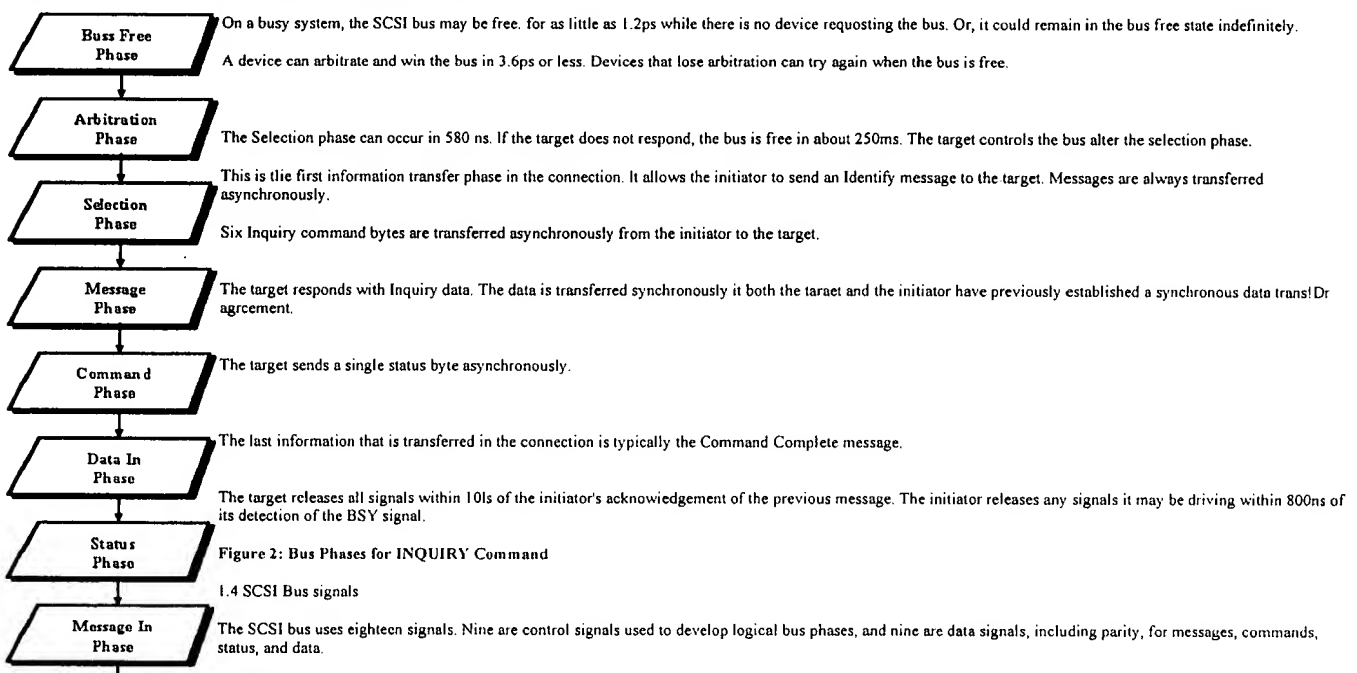 Buss Free
Phase
On a busy system, the SCSI bus may be free. for as little as 1.2ps while there is no device requosting the bus. Or, it could remain in the bus free state indefinitely.
A device can arbitrate and win the bus in 3.6ps or less. Devices that lose arbitration can try again when the bus is free.
Arbitration
Phase
The Selection phase can occur in 580 ns. If the target does not respond, the bus is free in about 250ms. The target controls the bus alter the selection phase.
This is tlie first information transfer phase in the connection. It allows the initiator to send an Identify message to the target. Messages are always transferred
asynchronously.
Selection
Phase
Six Inquiry command bytes are transferred asynchronously from the initiator to the target.
Message
Phase
The target responds with Inquiry data. The data is transferred synchronously it both the taraet and the initiator have previously established a synchronous data trans!Dr
agreement.
Command
Phase
The target sends a single status byte asynchronously.
Data In
Phase
The last information that is transferred in the connection is typically the Command Complete message.
The target releases all signals within 10ls of the initiator's acknowiedgement of the previous message. The initiator releases any signals it may be driving within 800ns of
its detection of the BSY signal.
Status
Phase
Figure 2: Bus Phases for INQUIRY Command
1.4 SCSI Bus signals
Message In
Phase
The SCSI bus uses eighteen signals. Nine are control signals used to develop logical bus phases, and nine are data signals, including parity, for messages, commands,
status, and data.